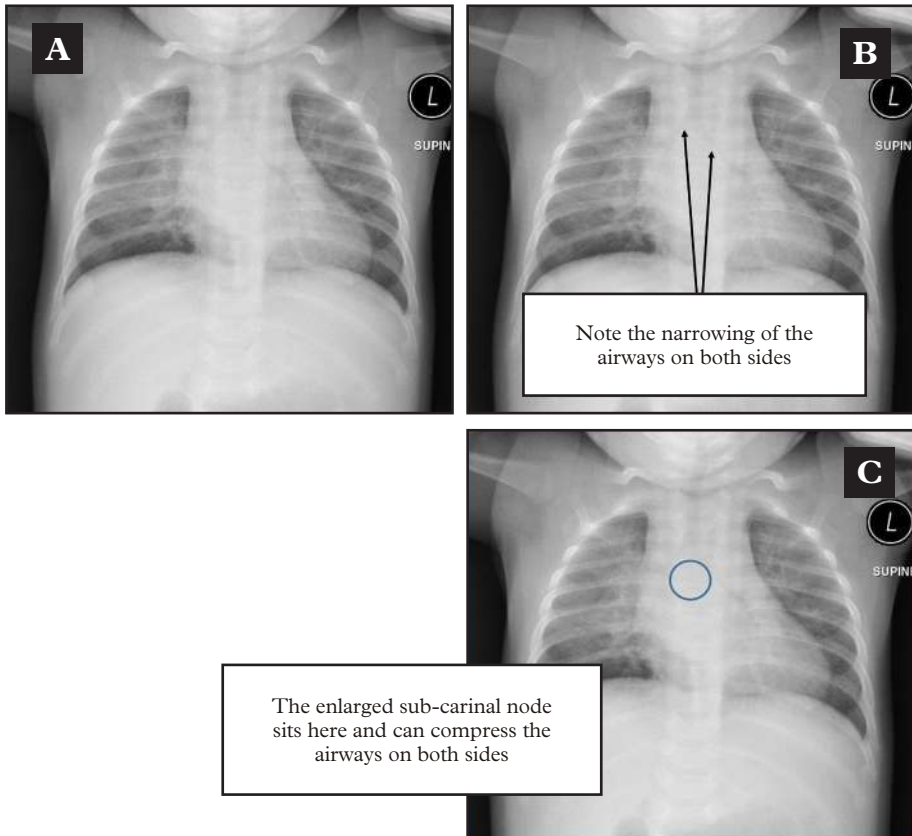 A
L
SUPIN
B
L
SUPIN
Note the narrowing of the
airways on both sides
C
L
SUPINE
The enlarged sub-carinal node
sits here and can compress the
airways on both sides